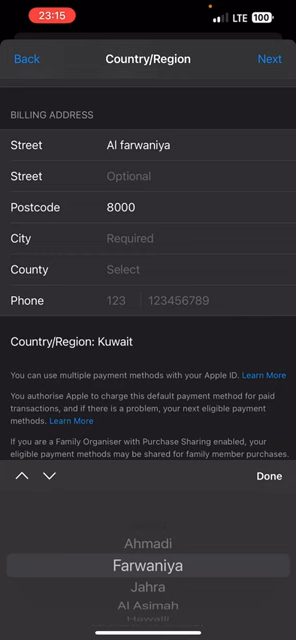 23:15
LTE 100
Back Country/Region Next
BILLING ADDRESS
Street Al farwaniya
Street Optional
Postcode 8000
City Required
County Select
Phone 123 123456789
Country/Region: Kuwait
You can use multiple payment methods with your Apple ID. Learn More
You authorise Apple to charge this default payment method for paid
transactions, and if there is a problem, your next eligible payment
methods. Learn More
If you are a Family Organiser with Purchase Sharing enabled, your
eligible payment methods may be shared for family member purchases.
Done
Ahmadi
Farwaniya
Jahra
Al Asimah
Hawalli